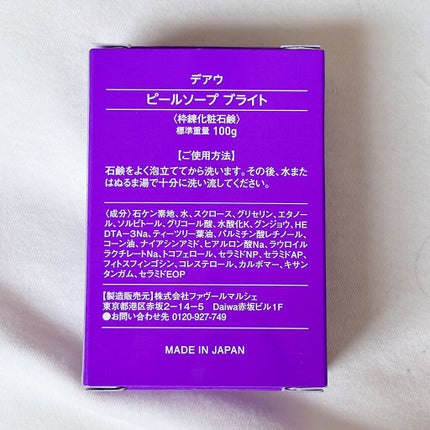 デアウ
ピールソープ ブライト
〈枠練化粧石鹸〉
標準重量 100g
【ご使用方法】
石鹸をよく泡立ててから洗います。その後、水また
はぬるま湯で十分に洗い流してください。
〈成分〉石ケン素地、水、スクロース、グリセリン、エタノー
ル、ソルビトール、グリコール酸、水酸化K、グンジョウ、HE
DTA-3Na、ティーツリー葉油、パルミチン酸レチノール、
コーン油、ナイアシンアミド、ヒアルロン酸Na、ラウロイル
ラクチレートNa、トコフェロール、セラミドNP、セラミドAP、
フィトスフィンゴシン、コレステロール、カルボマー、キサン
タンガム、セラミドEOP
【製造販売元】株式会社ファヴールマルシェ
東京都港区赤坂2-14-5 Daiwa赤坂ビル1F
●お問い合わせ先 0120-927-749
MADE IN JAPAN